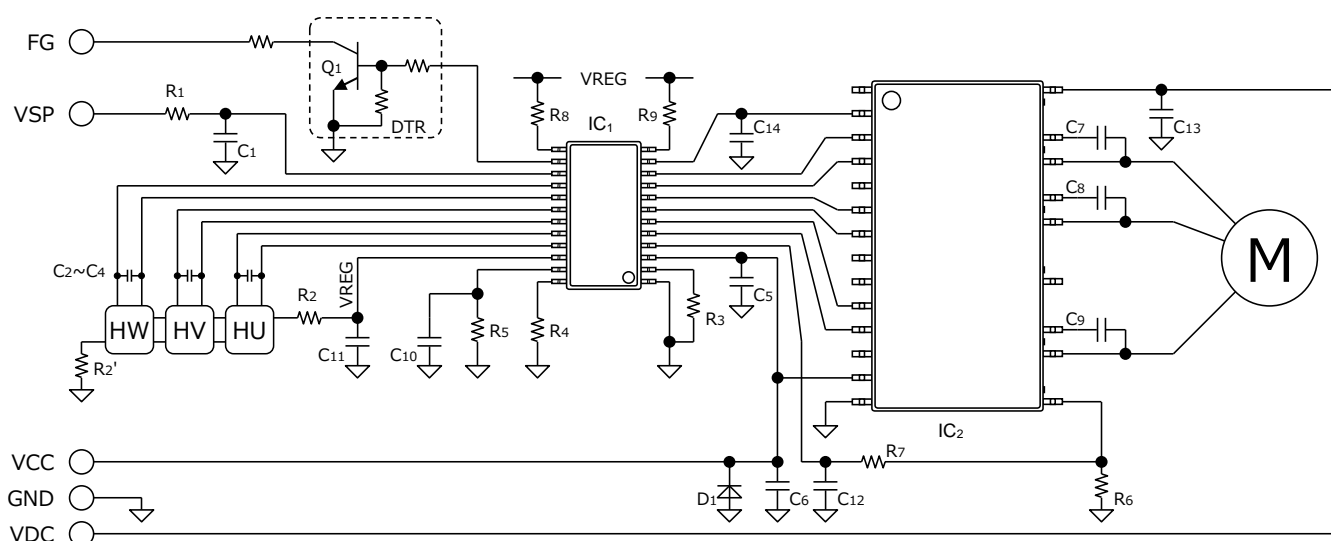 FG
Q1
DTR
VREG
VSP
R1
C1
R8
R9
IC1
C14
C13
C7
C8
C9
M
C2~C4
HW
HV
HU
R2
VREG
R2'
C11
C10
R5
R4
R3
C5
IC2
VCC
R7
D1
C6
C12
R6
GND
VDC